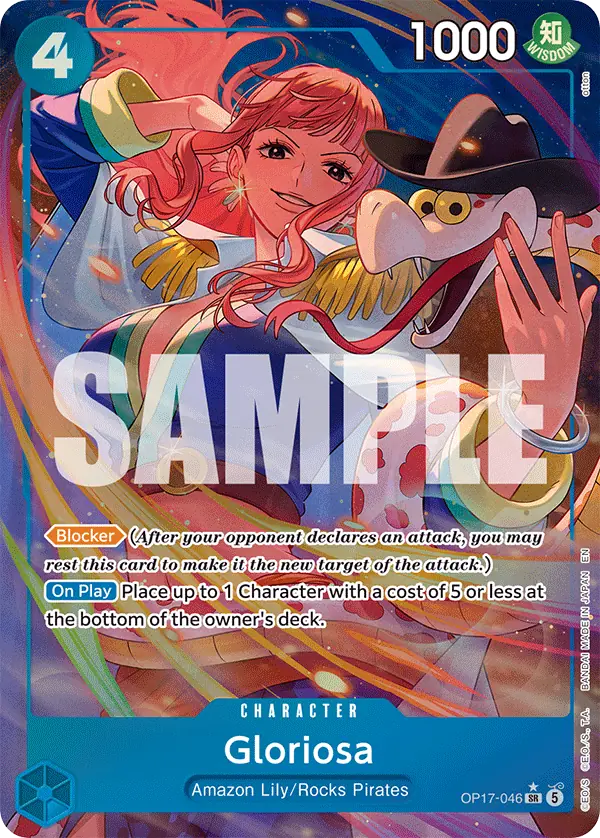 4
1000
知
WISDOM
otton
SAMPLE
Blocker (After your opponent declares an attack, you may
rest this card to make it the new target of the attack.)
On Play Place up to 1 Character with a cost of 5 or less at
the bottom of the owner's deck.
CHARACTER
Gloriosa
Amazon Lily/Rocks Pirates
OP17-046 ★ SR 5
©E.O./S., T.A. BANDAI MADE IN JAPAN EN